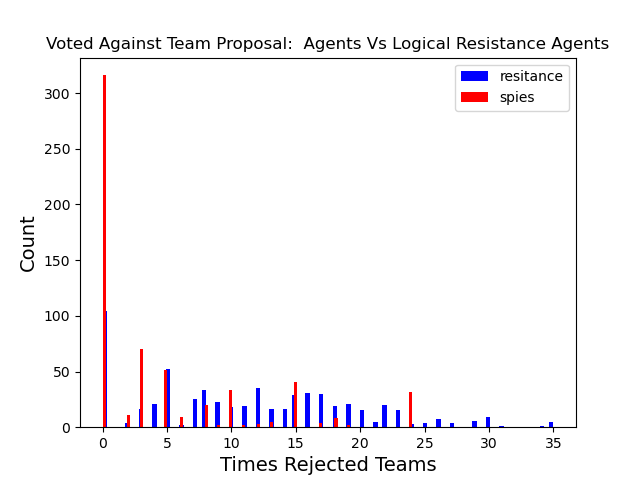 Voted Against Team Proposal:  Agents Vs Logical Resistance Agents
resitance
spies
Count
300
250
200
150
100
50
0
0 5 10 15 20 25 30 35
Times Rejected Teams